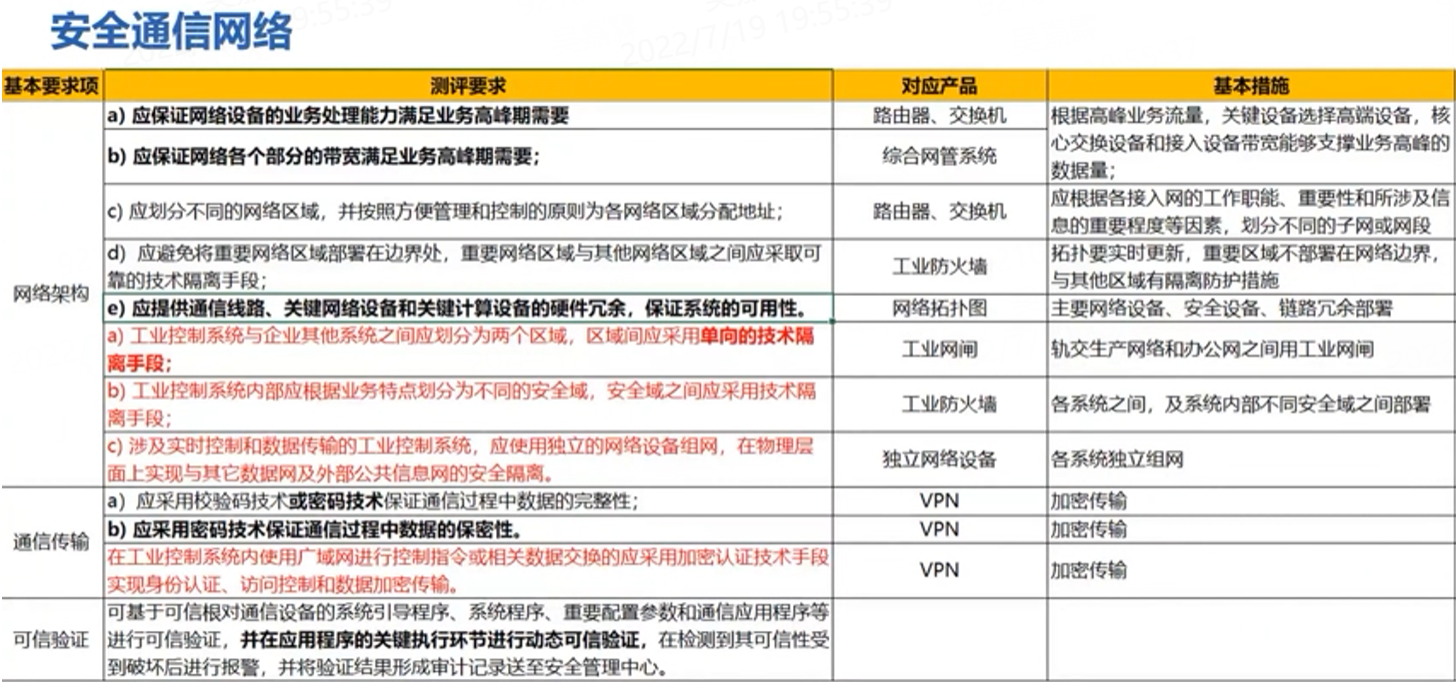 安全通信网络
19:55:39
2022/7/19 19:55:39
基本要求项 测评要求 对应产品 基本措施
网络架构
a) 应保证网络设备的业务处理能力满足业务高峰期需要
路由器、交换机
根据高峰业务流量，关键设备选择高端设备，核
心交换设备和接入设备带宽能够支撑业务高峰的
数据量；
b) 应保证网络各个部分的带宽满足业务高峰期需要；
综合网管系统
c) 应划分不同的网络区域，并按照方便管理和控制的原则为各网络区域分配地址；
路由器、交换机
应根据各接入网的工作职能、重要性和所涉及信
息的重要程度等因素，划分不同的子网或网段
d) 应避免将重要网络区域部署在边界处，重要网络区域与其他网络区域之间应采取可
靠的技术隔离手段；
工业防火墙
拓扑要实时更新，重要区域不部署在网络边界，
与其他区域有隔离防护措施
e) 应提供通信线路、关键网络设备和关键计算设备的硬件冗余，保证系统的可用性。
网络拓扑图
主要网络设备、安全设备、链路冗余部署
a) 工业控制系统与企业其他系统之间应划分为两个区域，区域间应采用单向的技术隔
离手段；
工业网闸
轨交生产网络和办公网之间用工业网闸
b) 工业控制系统内部应根据业务特点划分为不同的安全域，安全域之间应采用技术隔
离手段；
工业防火墙
各系统之间，及系统内部不同安全域之间部署
c) 涉及实时控制和数据传输的工业控制系统，应使用独立的网络设备组网，在物理层
面上实现与其它数据网及外部公共信息网的安全隔离。
独立网络设备
各系统独立组网
通信传输
a) 应采用校验码技术或密码技术保证通信过程中数据的完整性；
VPN
加密传输
b) 应采用密码技术保证通信过程中数据的保密性。
VPN
加密传输
在工业控制系统内使用广域网进行控制指令或相关数据交换的应采用加密认证技术手段
实现身份认证、访问控制和数据加密传输。
VPN
加密传输
可信验证
可基于可信根对通信设备的系统引导程序、系统程序、重要配置参数和通信应用程序等
进行可信验证，并在应用程序的关键执行环节进行动态可信验证，在检测到其可信性受
到破坏后进行报警，并将验证结果形成审计记录送至安全管理中心。